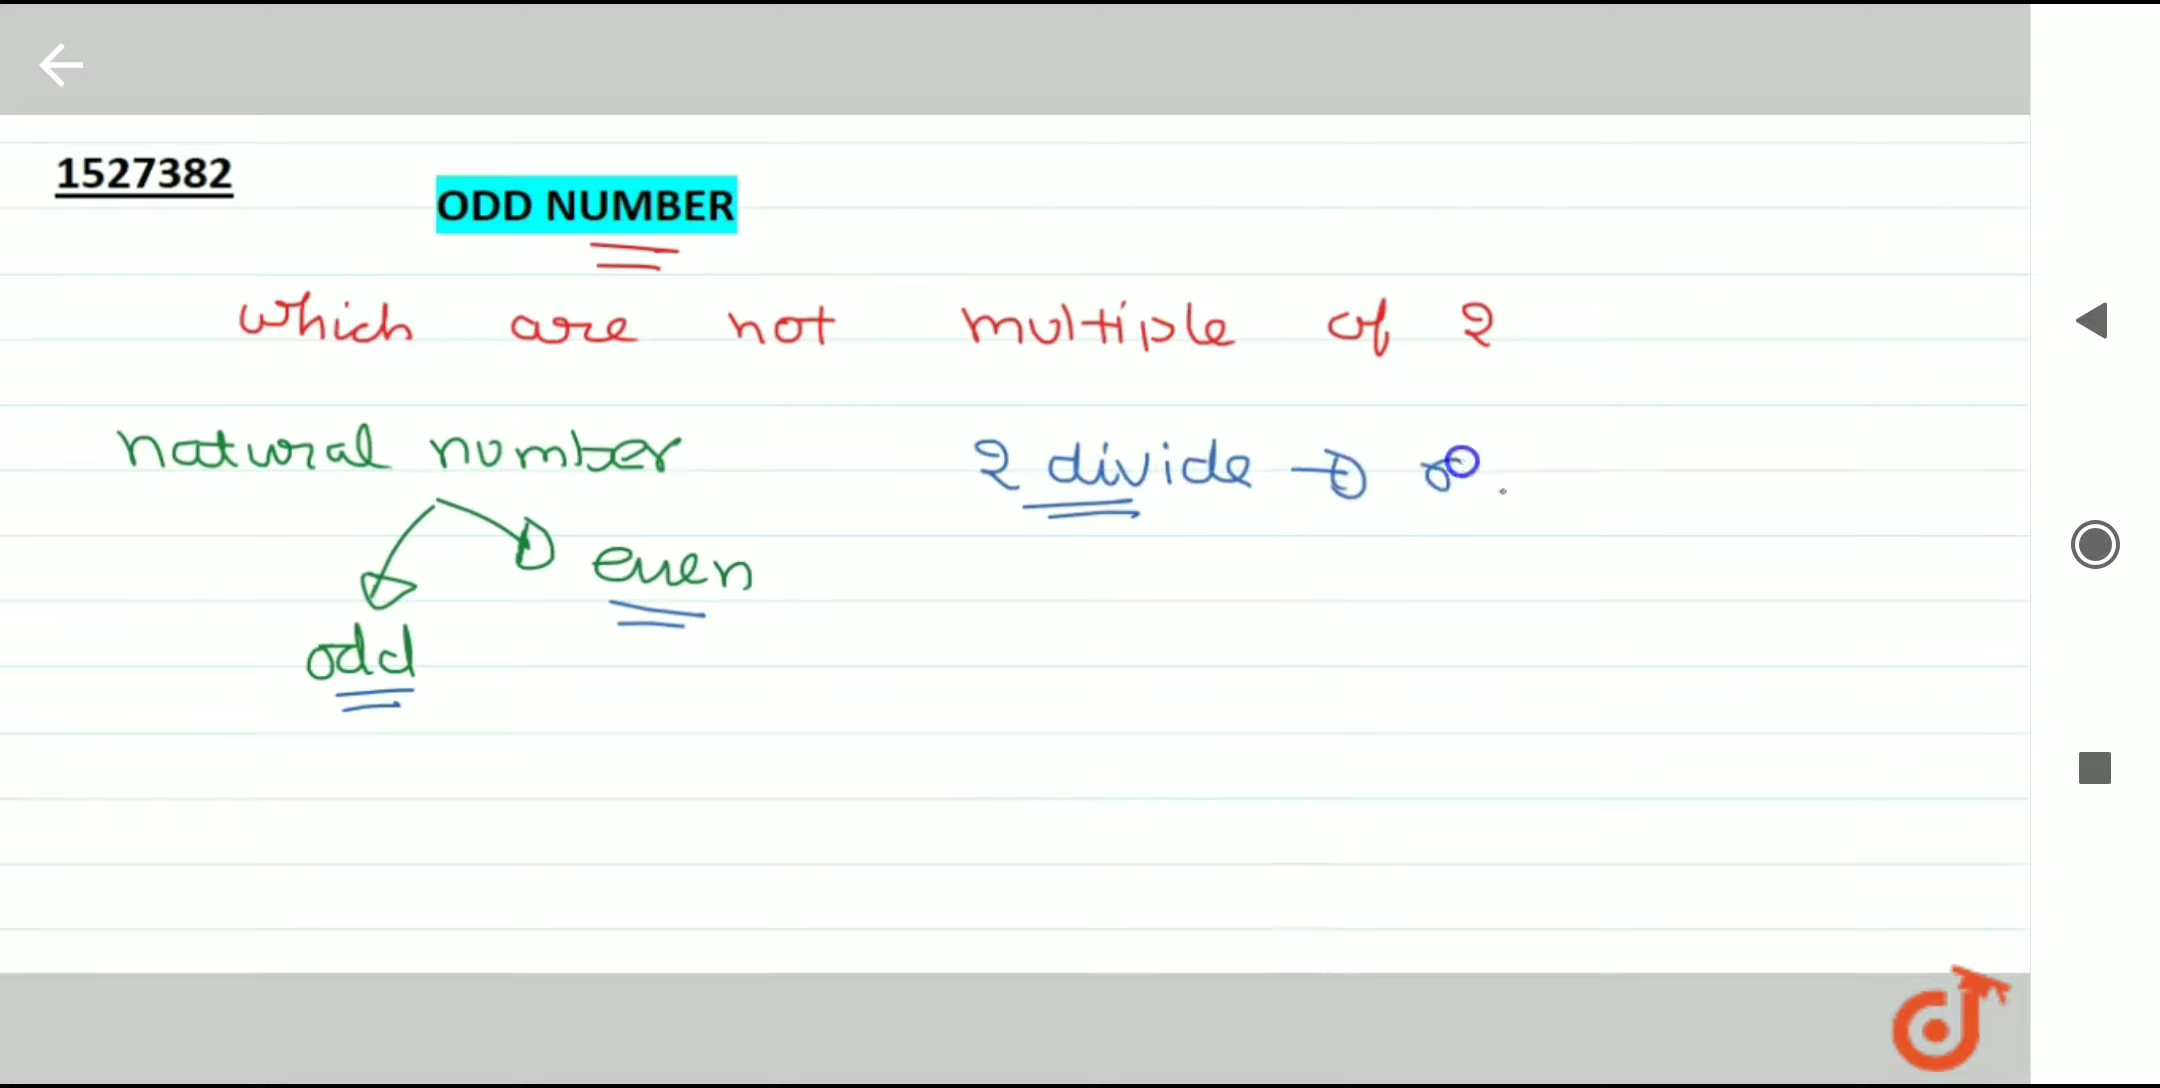 1527382
ODD NUMBER
which are not multiple of 2
natural number
2 divide →
even
odd